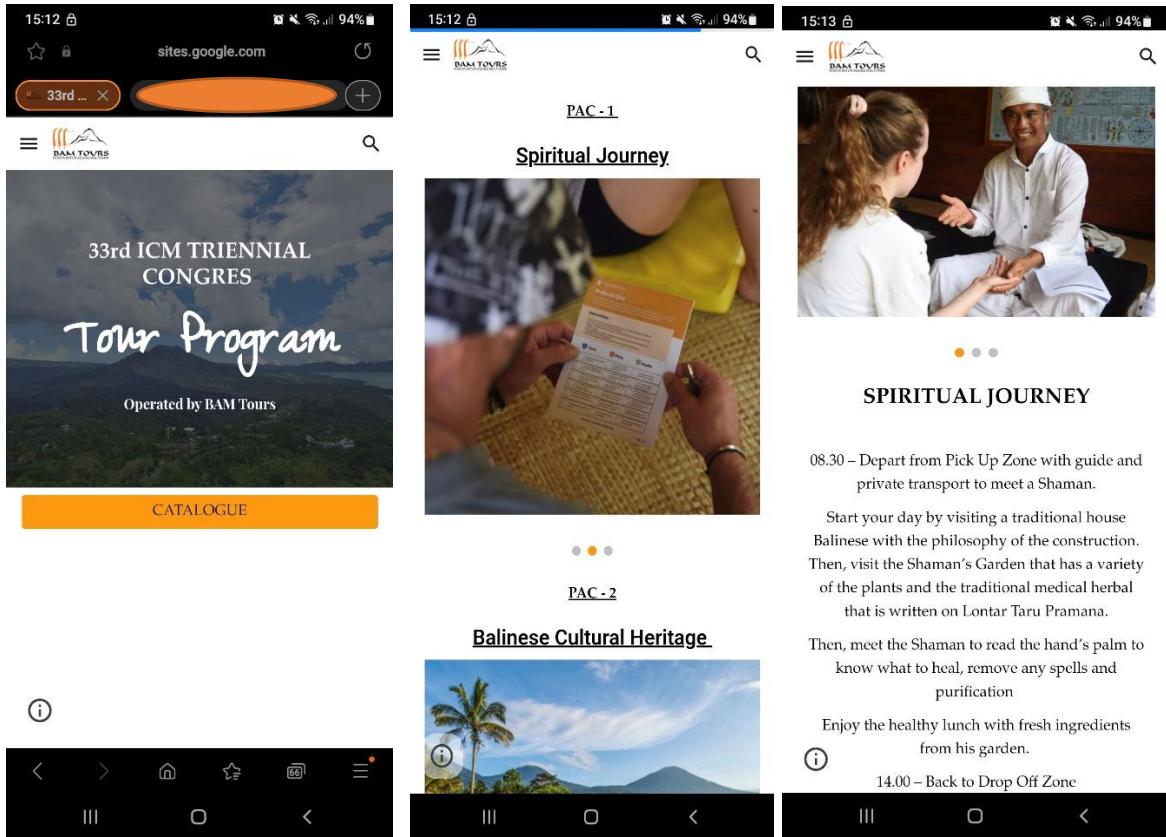 15:12
94%
sites.google.com
33rd ...
BAM TOURS
33rd ICM TRIENNIAL
CONGRES
Tour Program
Operated by BAM Tours
CATALOGUE
66
15:12
94%
BAM TOURS
PAC - 1
Spiritual Journey
PAC - 2
Balinese Cultural Heritage
15:13
94%
BAM TOURS
SPIRITUAL JOURNEY
08.30 – Depart from Pick Up Zone with guide and
private transport to meet a Shaman.
Start your day by visiting a traditional house
Balinese with the philosophy of the construction.
Then, visit the Shaman's Garden that has a variety
of the plants and the traditional medical herbal
that is written on Lontar Taru Pramana.
Then, meet the Shaman to read the hand's palm to
know what to heal, remove any spells and
purification
Enjoy the healthy lunch with fresh ingredients
from his garden.
14.00 – Back to Drop Off Zone